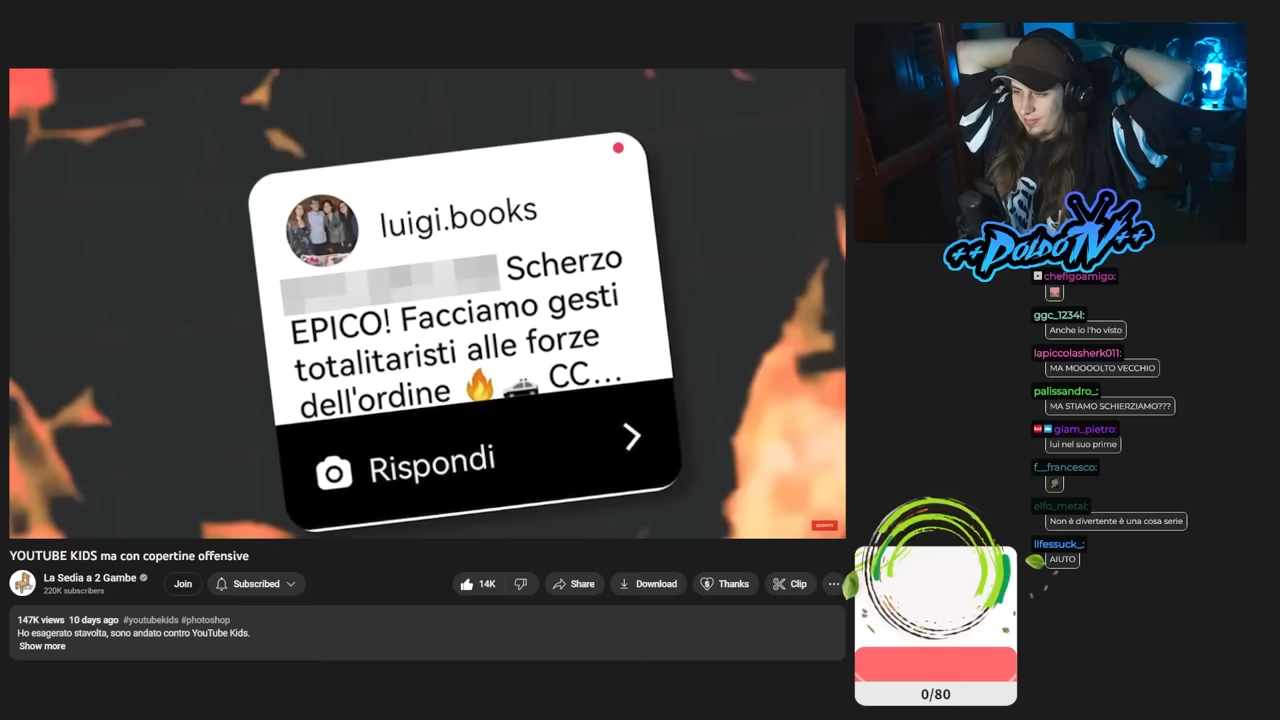 luigi.books
Scherzo
EPICO! Facciamo gesti
totalitaristi alle forze
dell'ordine 🔥🚔 CC...
Rispondi
YOUTUBE KIDS ma con copertine offensive
La Sedia a 2 Gambe
220K subscribers
Join
Subscribed
14K
Share
Download
Thanks
Clip
147K views 10 days ago #youtubekids #photoshop
Ho esagerato stavolta, sono andato contro YouTube Kids.
Show more
++DOLDOTV++
chefigoamigo:
ggc_1234l:
Anche io l'ho visto
lapiccolasherk011:
MA MOOOOLTO VECCHIO
palissandro_:
MA STIAMO SCHIERZIAMO???
giam_pietro:
lui nel suo prime
f__francesco:
elfo_metal:
Non è divertente è una cosa serie
lifessuck_:
AIUTO
0/80